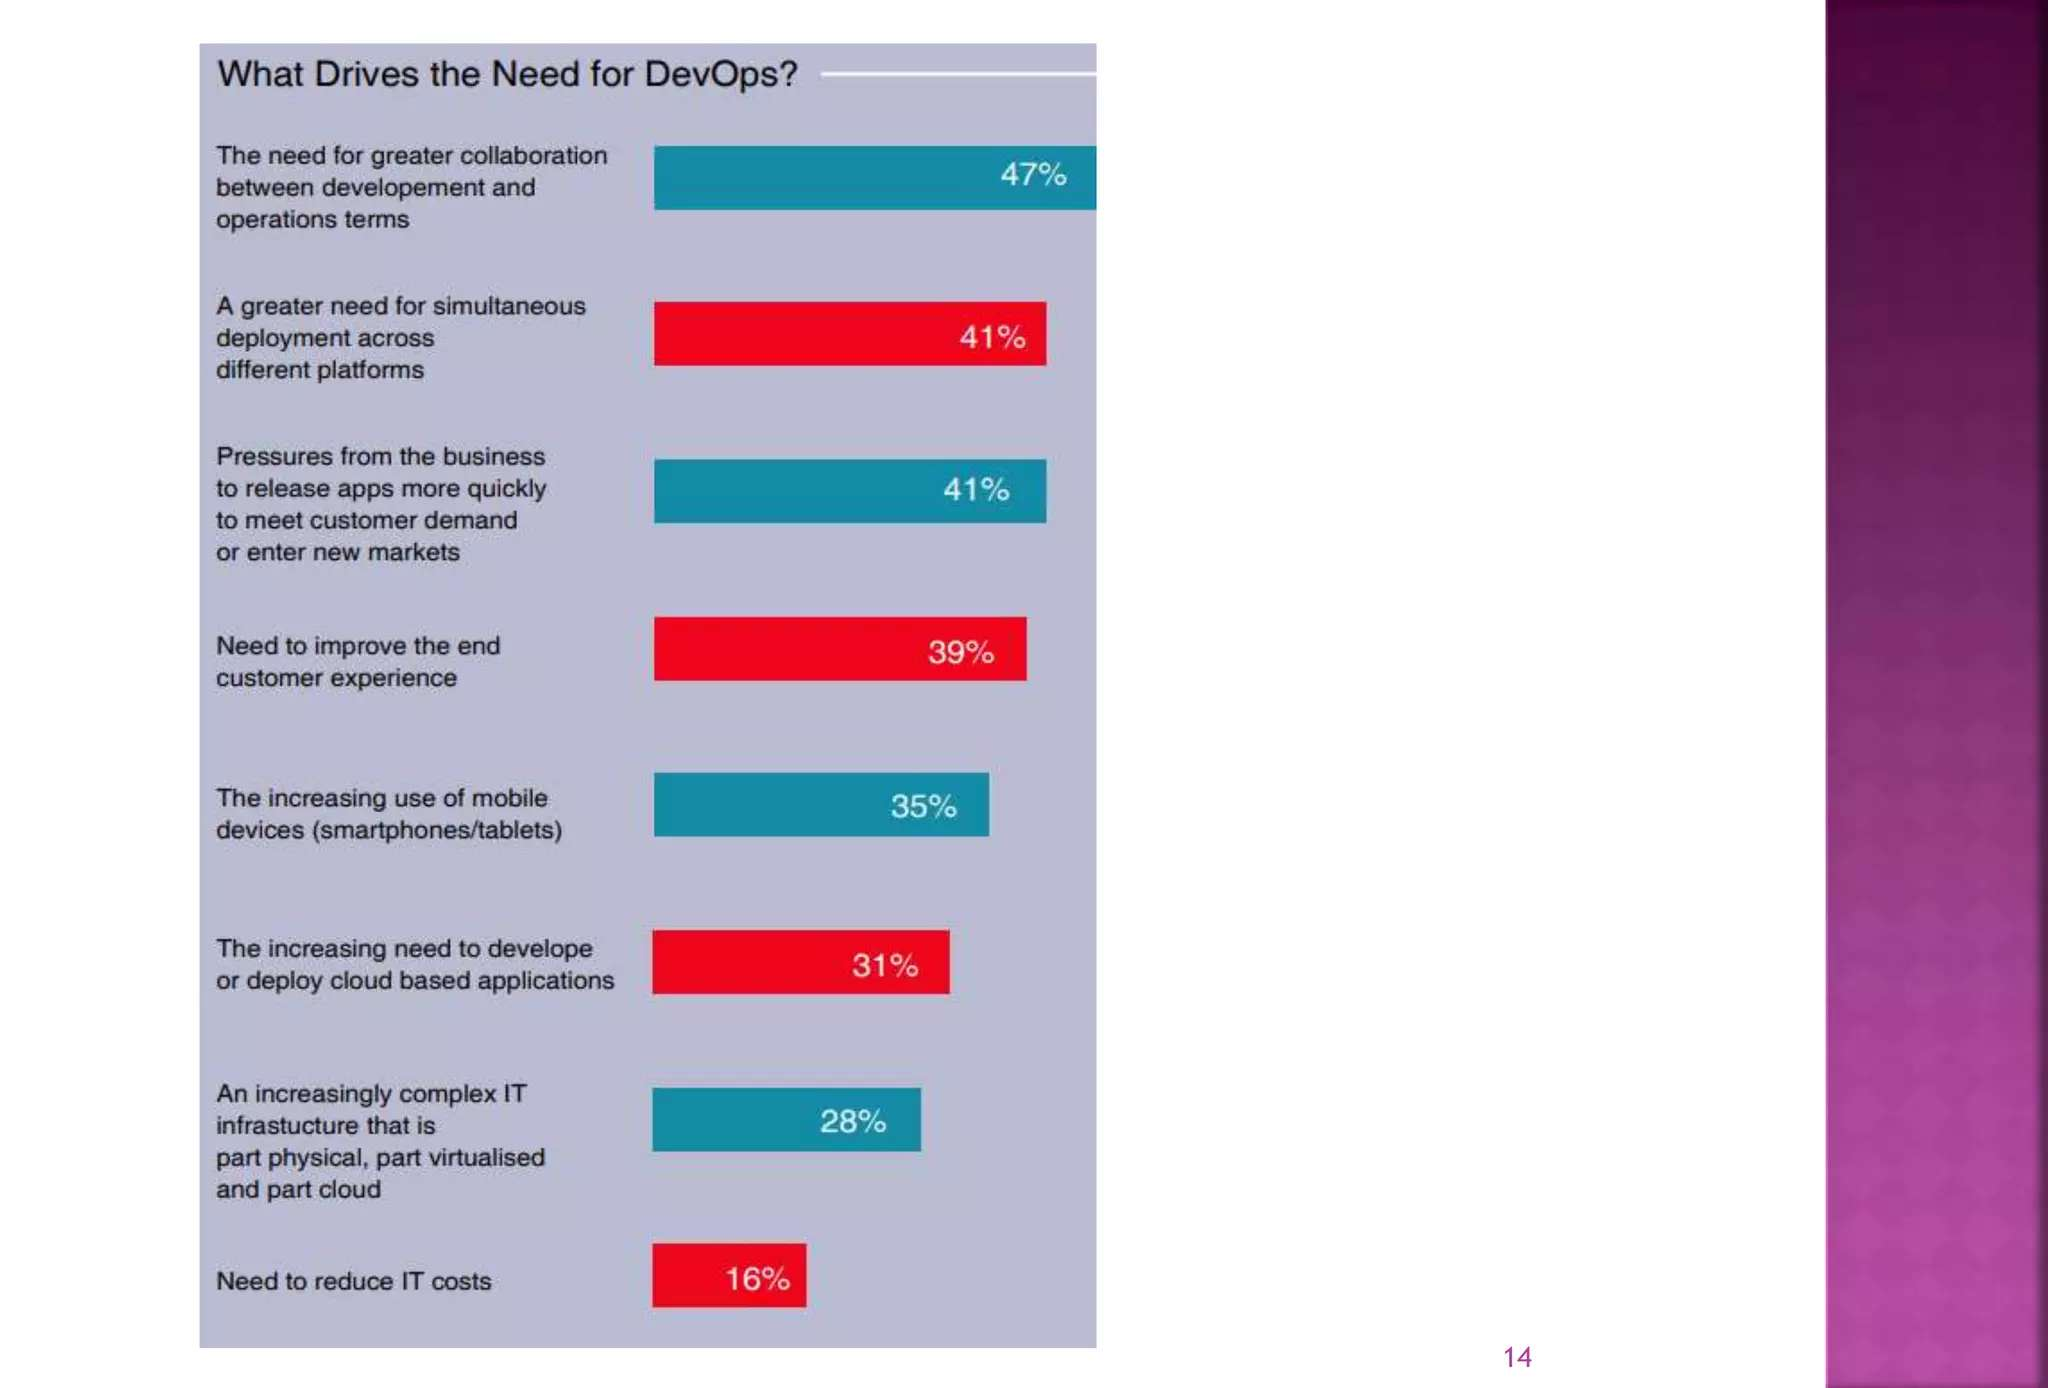 What Drives the Need for DevOps?
The need for greater collaboration
between developement and
operations terms
47%
A greater need for simultaneous
deployment across
different platforms
41%
Pressures from the business
to release apps more quickly
to meet customer demand
or enter new markets
41%
Need to improve the end
customer experience
39%
The increasing use of mobile
devices (smartphones/tablets)
35%
The increasing need to develope
or deploy cloud based applications
31%
An increasingly complex IT
infrastucture that is
part physical, part virtualised
and part cloud
28%
Need to reduce IT costs
16%
14